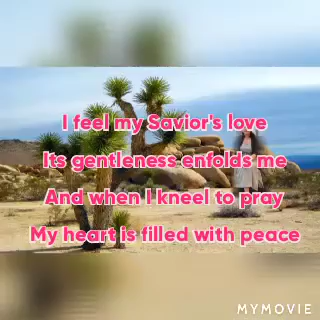 I feel my Savior's love
Its gentleness enfolds me
And when I kneel to pray
My heart is filled with peace
MYMOVIE